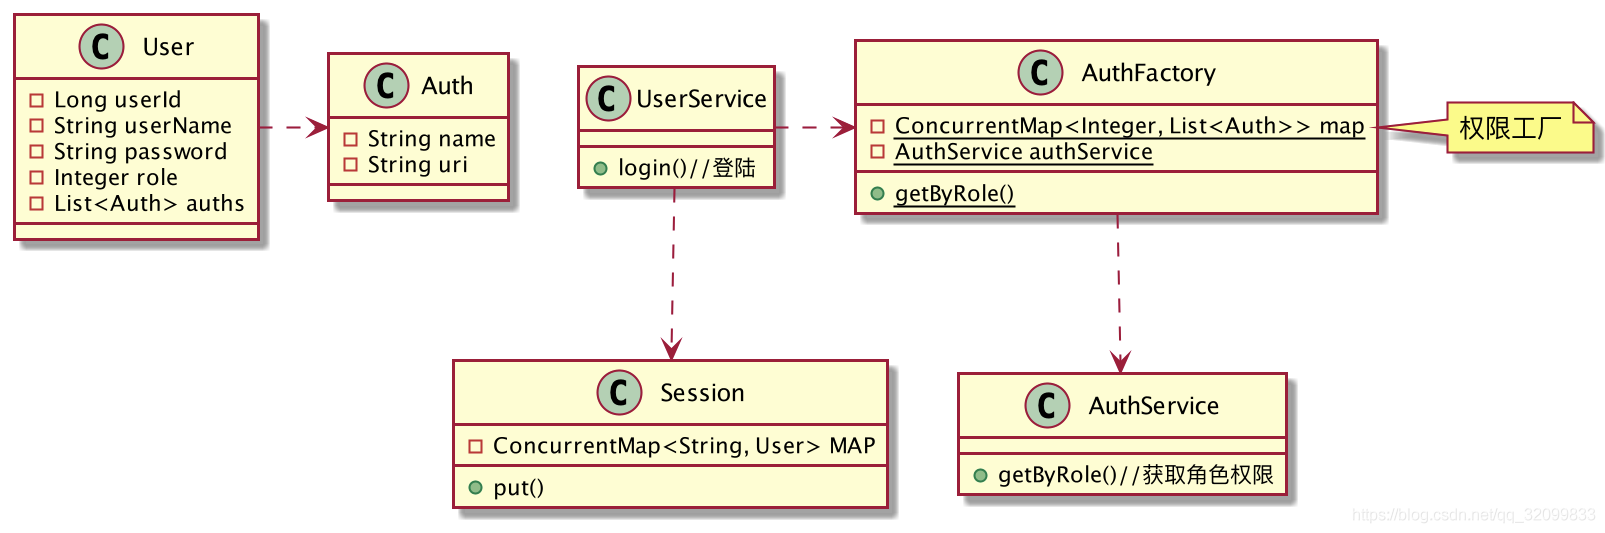 C User
Long userId
String userName
String password
Integer role
List<Auth> auths
C Auth
String name
String uri
C UserService
login()//登陆
C AuthFactory
ConcurrentMap<Integer, List<Auth>> map
AuthService authService
getByRole()
权限工厂
C Session
ConcurrentMap<String, User> MAP
put()
C AuthService
getByRole()//获取角色权限
https://blog.csdn.net/qq_32099833